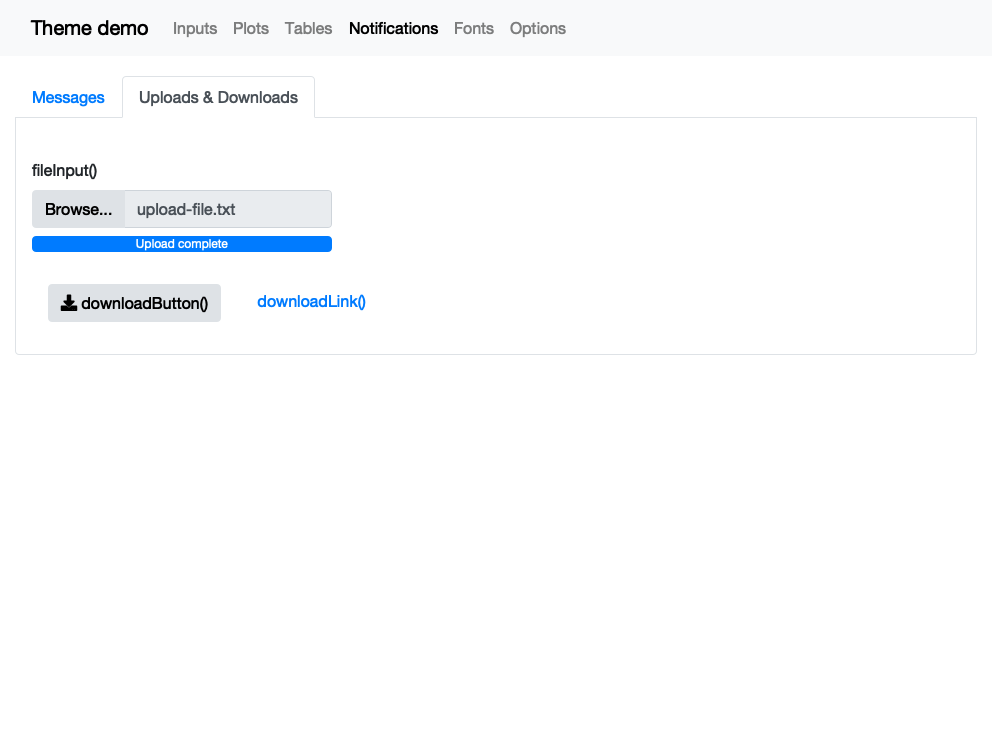 Theme demo Inputs Plots Tables Notifications Fonts Options
Messages Uploads & Downloads
fileInput()
Browse... upload-file.txt
Upload complete
downloadButton() downloadLink()